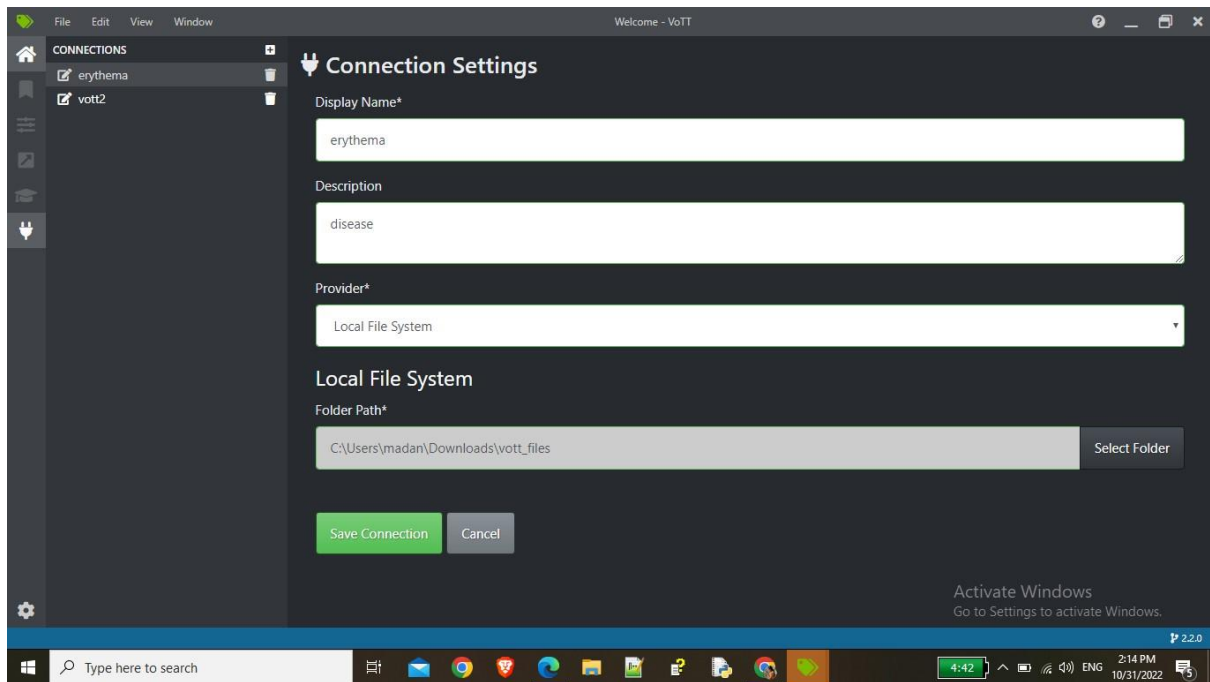 File Edit View Window Welcome - VoTT
CONNECTIONS
erythema
vott2
Connection Settings
Display Name*
erythema
Description
disease
Provider*
Local File System
Local File System
Folder Path*
C:\Users\madan\Downloads\vott_files Select Folder
Save Connection Cancel
Activate Windows
Go to Settings to activate Windows.
2.2.0
Type here to search 4:42 ENG 2:14 PM
10/31/2022 5